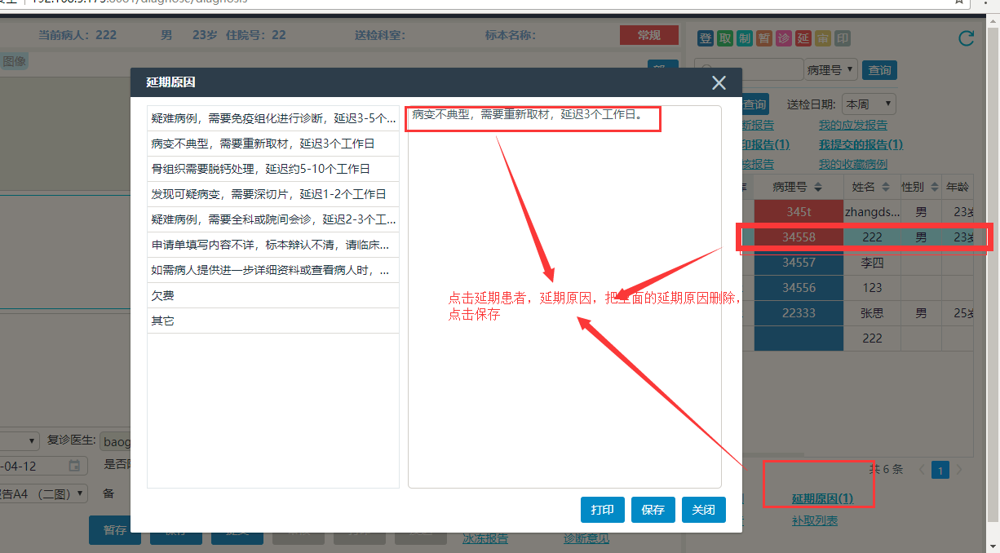 192.168.3.173:8081/diagnose/diagnosis
当前病人：222
男
23岁
住院号：22
送检科室：
标本名称：
常规
登
取
制
暂
诊
延
审
印
图像
病理号
查询
延期原因
查询
送检日期:
本周
疑难病例，需要免疫组化进行诊断，延迟3-5个...
病变不典型，需要重新取材，延迟3个工作日
骨组织需要脱钙处理，延迟约5-10个工作日
发现可疑病变，需要深切片，延迟1-2个工作日
疑难病例，需要全科或院间会诊，延迟2-3个工...
申请单填写内容不详，标本辩认不清，请临床...
如需病人提供进一步详细资料或查看病人时，...
欠费
其它
病变不典型，需要重新取材，延迟3个工作日。
点击延期患者，延期原因，把里面的延期原因删除，
点击保存
断报告
我的应发报告
印报告(1)
我提交的报告(1)
核报告
我的收藏病例
病理号
姓名
性别
年龄
345t
zhangds...
男
23岁
34558
222
男
23岁
34557
李四
34556
123
22333
张思
男
25岁
222
共 6 条
1
复诊医生:
baog
-04-12
是否
报告A4 （二图）
备
延期原因(1)
补取列表
打印
保存
关闭
暂存
冰冻报告
诊断意见